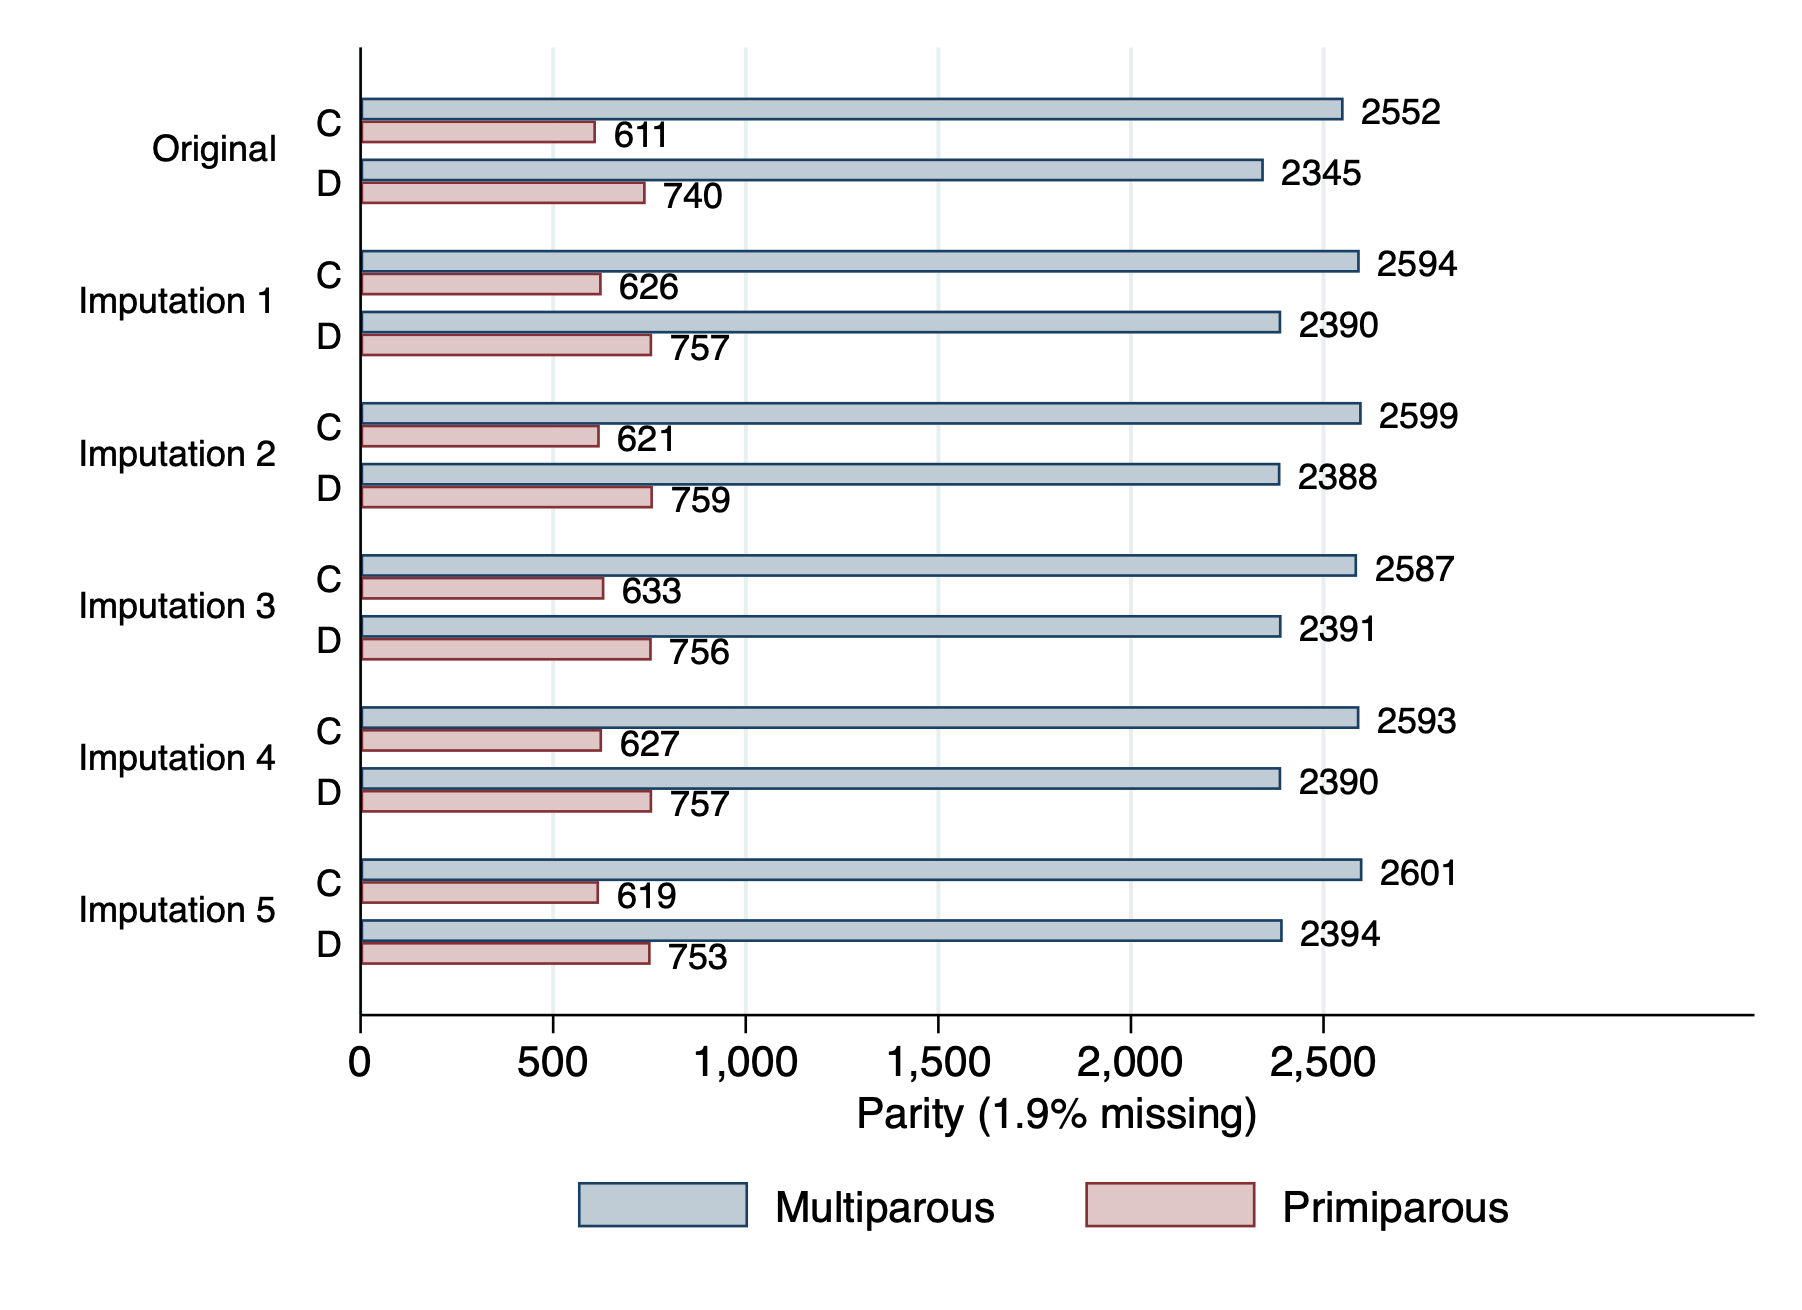 Original
C 2552
611
D 2345
740
Imputation 1
C 2594
626
D 2390
757
Imputation 2
C 2599
621
D 2388
759
Imputation 3
C 2587
633
D 2391
756
Imputation 4
C 2593
627
D 2390
757
Imputation 5
C 2601
619
D 2394
753
0 500 1,000 1,500 2,000 2,500
Parity (1.9% missing)
Multiparous Primiparous